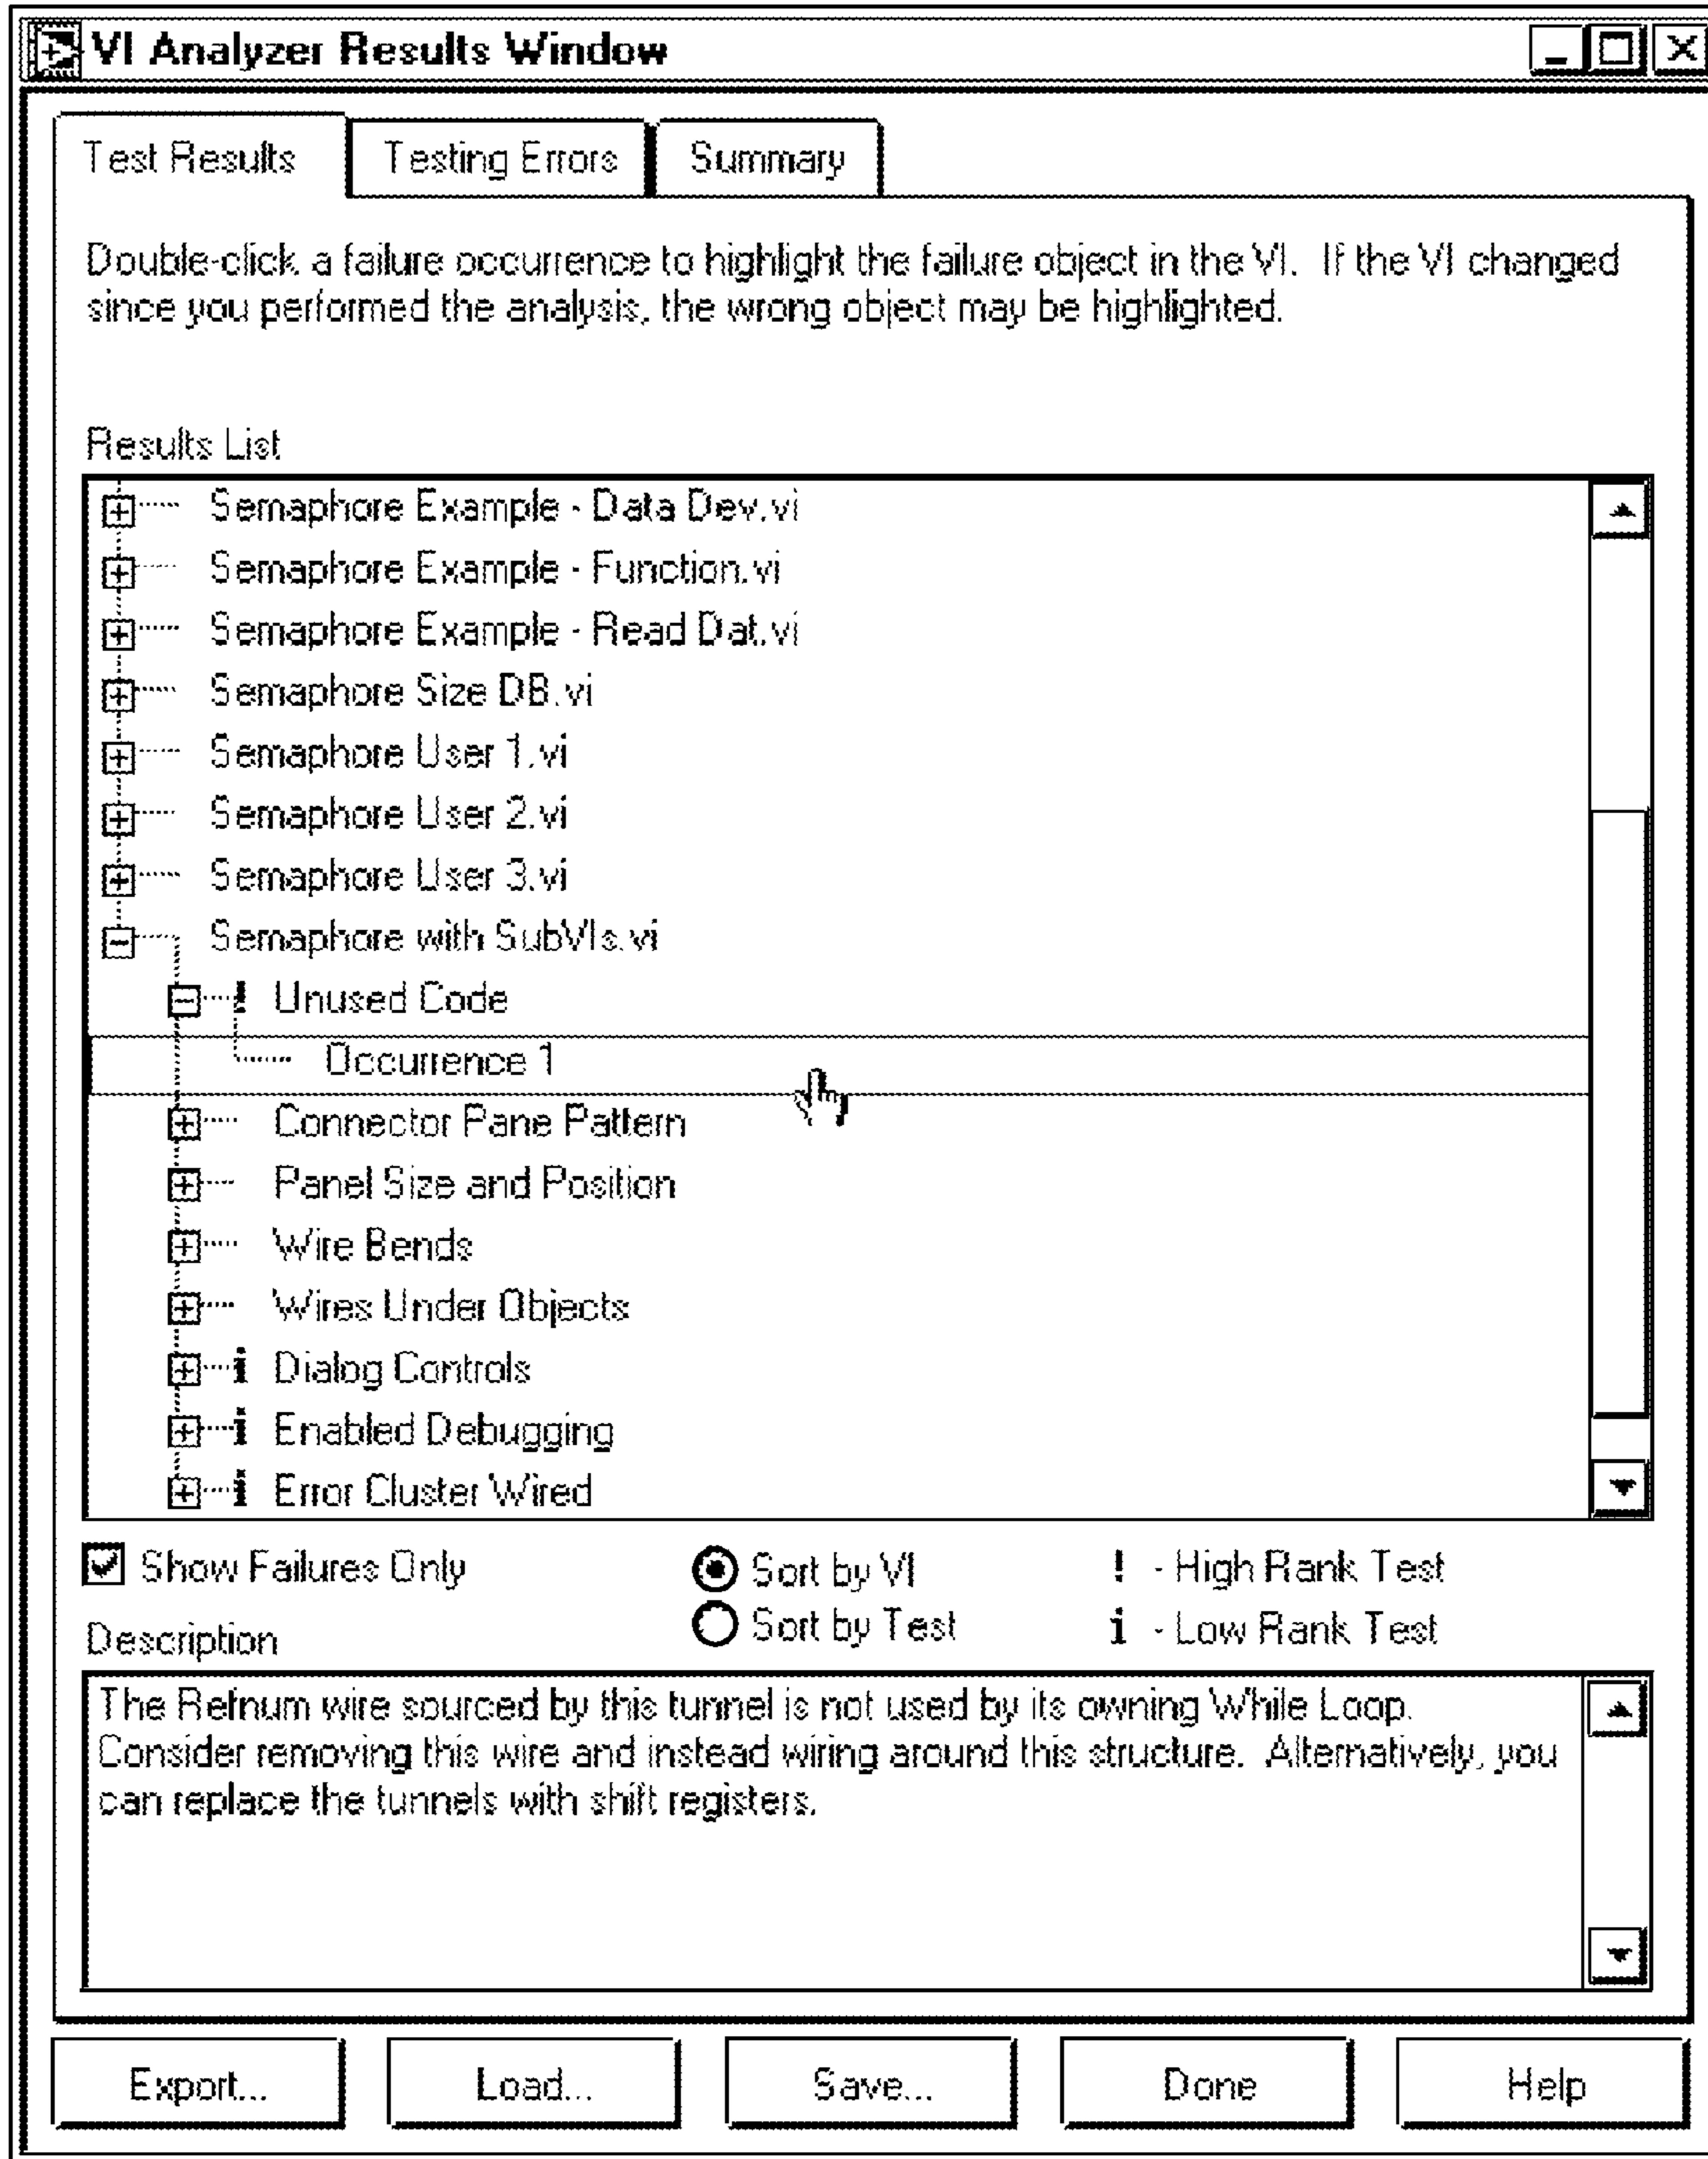 VI Analyzer Results Window
Test Results
Testing Errors
Summary
Double-click a failure occurrence to highlight the failure object in the VI. If the VI changed
since you performed the analysis, the wrong object may be highlighted.
Results List
Semaphore Example - Data Dev.vi
Semaphore Example - Function.vi
Semaphore Example - Read Dat.vi
Semaphore Size DB.vi
Semaphore User 1.vi
Semaphore User 2.vi
Semaphore User 3.vi
Semaphore with SubVIs.vi
! Unused Code
Occurrence 1
Connector Pane Pattern
Panel Size and Position
Wire Bends
Wires Under Objects
i Dialog Controls
i Enabled Debugging
i Error Cluster Wired
Show Failures Only
Sort by VI
! - High Rank Test
Sort by Test
i - Low Rank Test
Description
The Refnum wire sourced by this tunnel is not used by its owning While Loop.
Consider removing this wire and instead wiring around this structure. Alternatively, you
can replace the tunnels with shift registers.
Export...
Load...
Save...
Done
Help